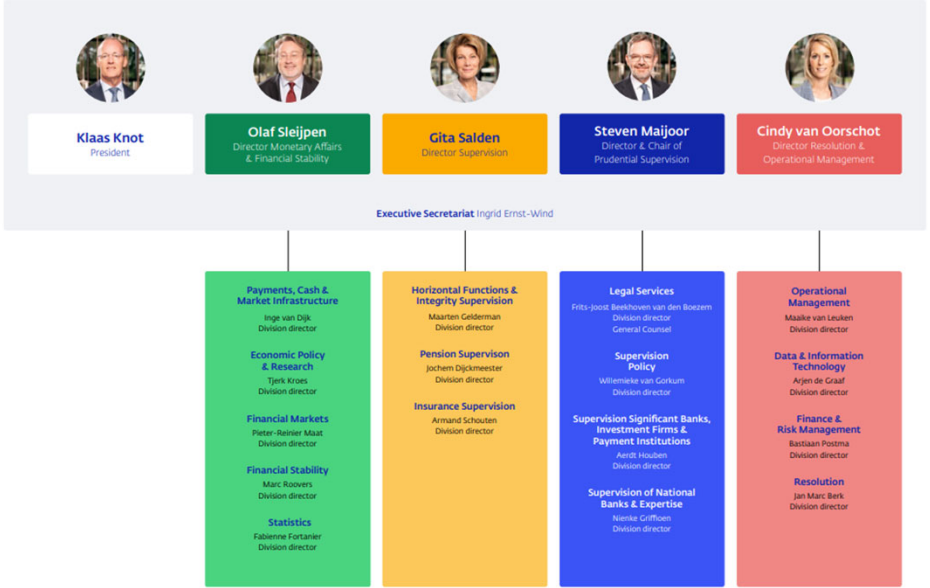 Klaas Knot
President
Olaf Sleijpen
Director Monetary Affairs
& Financial Stability
Gita Salden
Director Supervision
Steven Maijoor
Director & Chair of
Prudential Supervision
Cindy van Oorschot
Director Resolution &
Operational Management
Executive Secretariat Ingrid Ernst-Wind
Payments, Cash &
Market Infrastructure
Inge van Dijk
Division director
Economic Policy
& Research
Tjerk Kroes
Division director
Financial Markets
Pieter-Reinier Maat
Division director
Financial Stability
Marc Roovers
Division director
Statistics
Fabienne Fortanier
Division director
Horizontal Functions &
Integrity Supervision
Maarten Gelderman
Division director
Pension Supervison
Jochem Dijckmeester
Division director
Insurance Supervision
Armand Schouten
Division director
Legal Services
Frits-Joost Beekhoven van den Boezem
Division director
General Counsel
Supervision
Policy
Willemieke van Gorkum
Division director
Supervision Significant Banks,
Investment Firms &
Payment Institutions
Aerdt Houben
Division director
Supervision of National
Banks & Expertise
Nienke Griffioen
Division director
Operational
Management
Maaike van Leuken
Division director
Data & Information
Technology
Arjen de Graaf
Division director
Finance &
Risk Management
Bastiaan Postma
Division director
Resolution
Jan Marc Berk
Division director